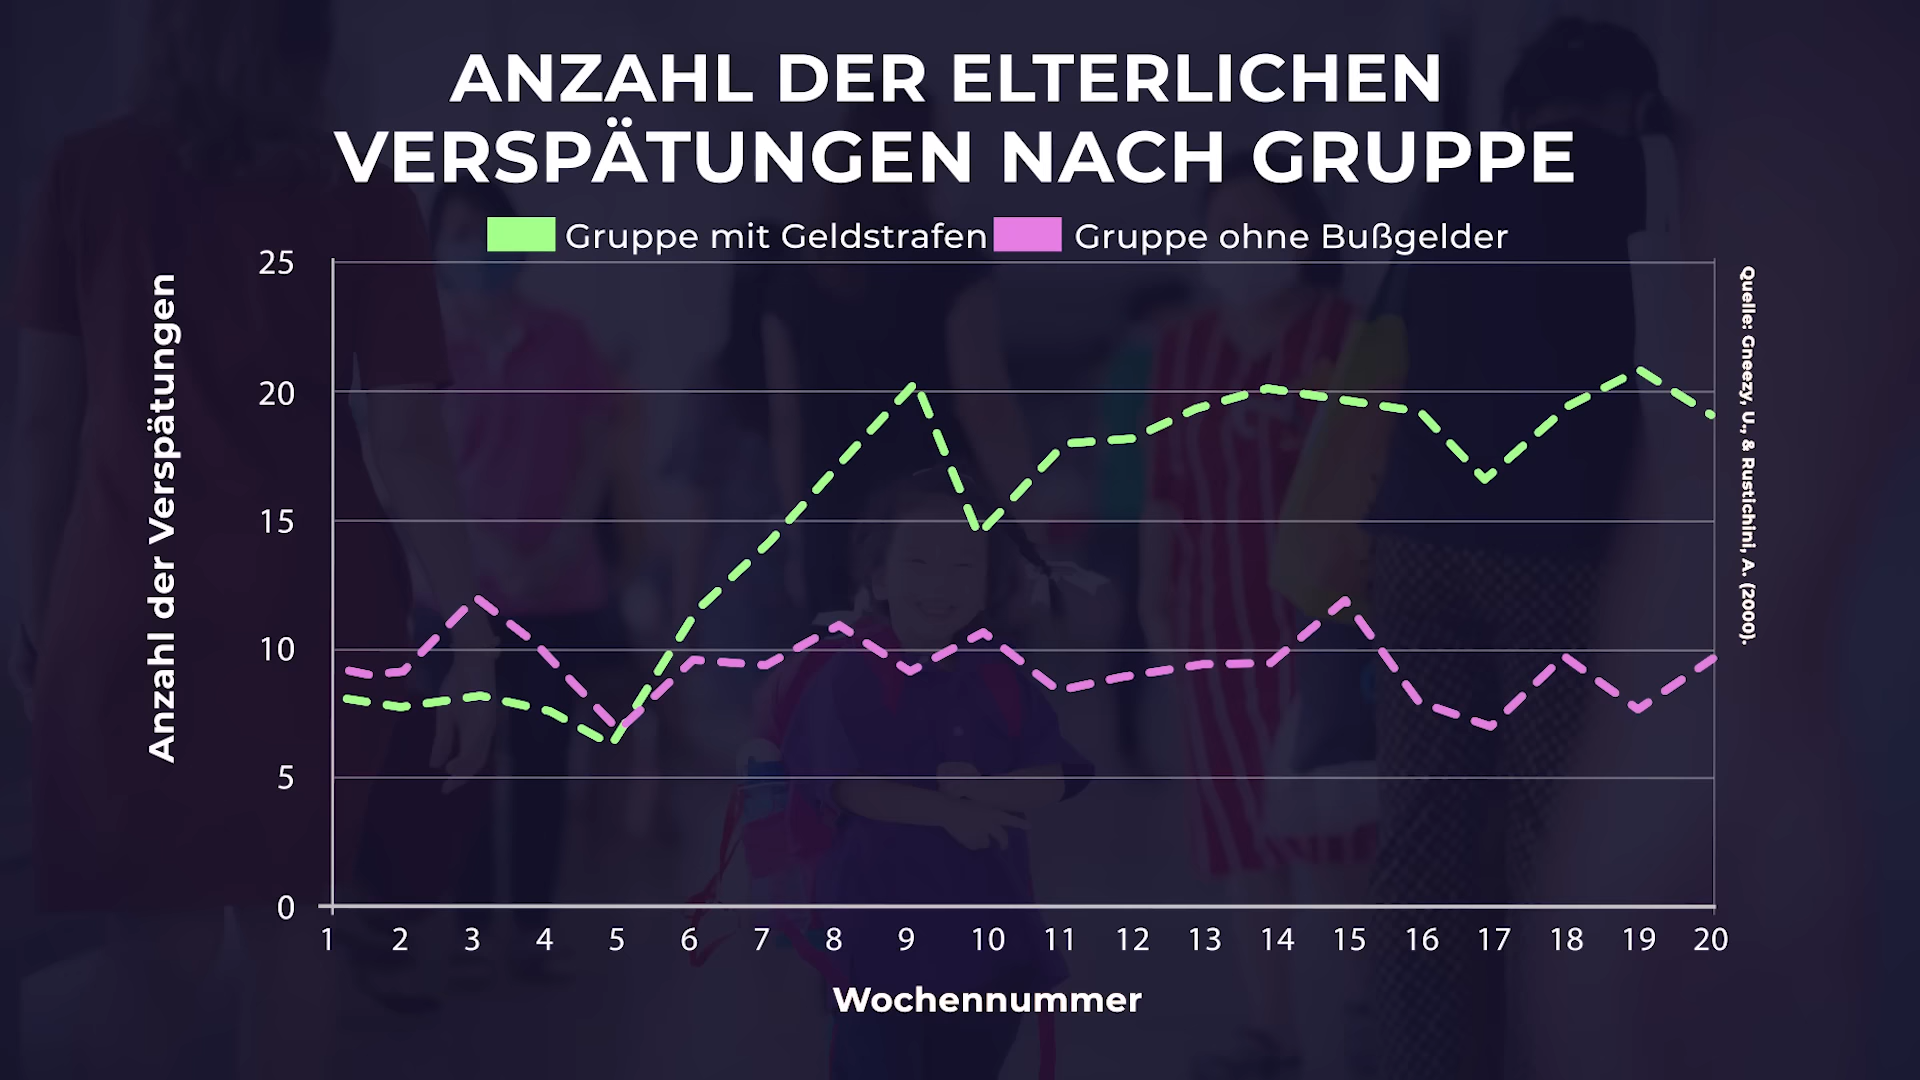 ANZAHL DER ELTERLICHEN
VERSPÄTUNGEN NACH GRUPPE
Gruppe mit Geldstrafen Gruppe ohne Bußgelder
Anzahl der Verspätungen
25
20
15
10
5
0
1 2 3 4 5 6 7 8 9 10 11 12 13 14 15 16 17 18 19 20
Wochennummer
Quelle: Gneezy, U., & Rustichini, A. (2000).